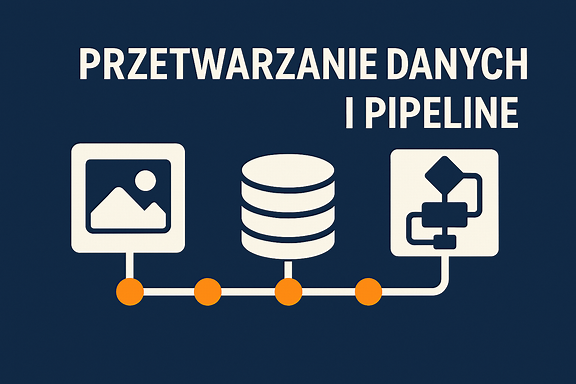 PRZETWARZANIE DANYCH
I PIPELINE